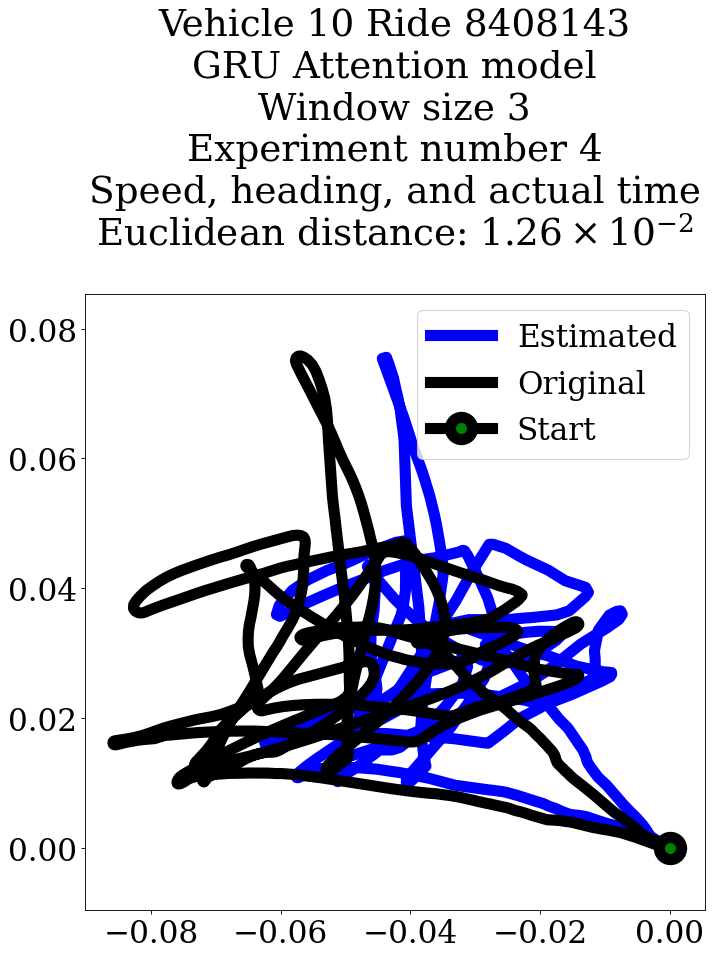 Vehicle 10 Ride 8408143
GRU Attention model
Window size 3
Experiment number 4
Speed, heading, and actual time
Euclidean distance: 1.26 × 10⁻²
Estimated
Original
Start
0.08
0.06
0.04
0.02
0.00
−0.08 −0.06 −0.04 −0.02 0.00